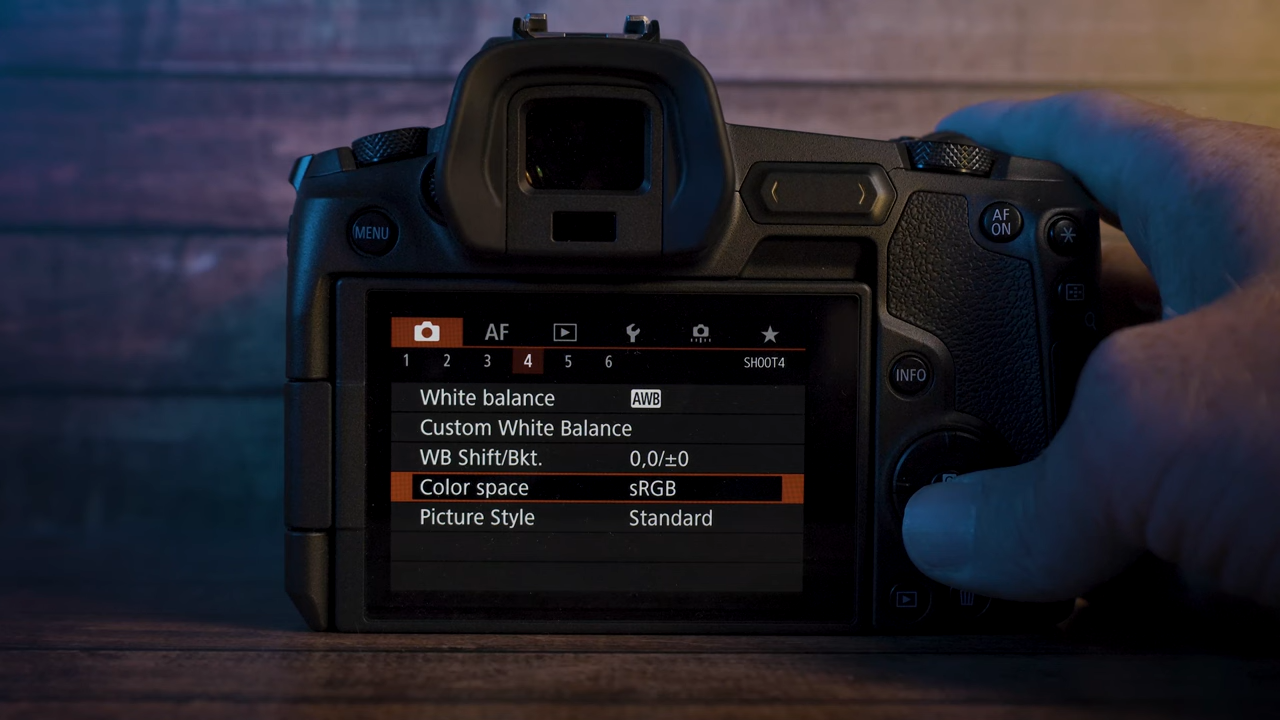 MENU
AF
ON
INFO
AF
1 2 3 4 5 6 SHOOT4
White balance AWB
Custom White Balance
WB Shift/Bkt. 0,0/±0
Color space sRGB
Picture Style Standard